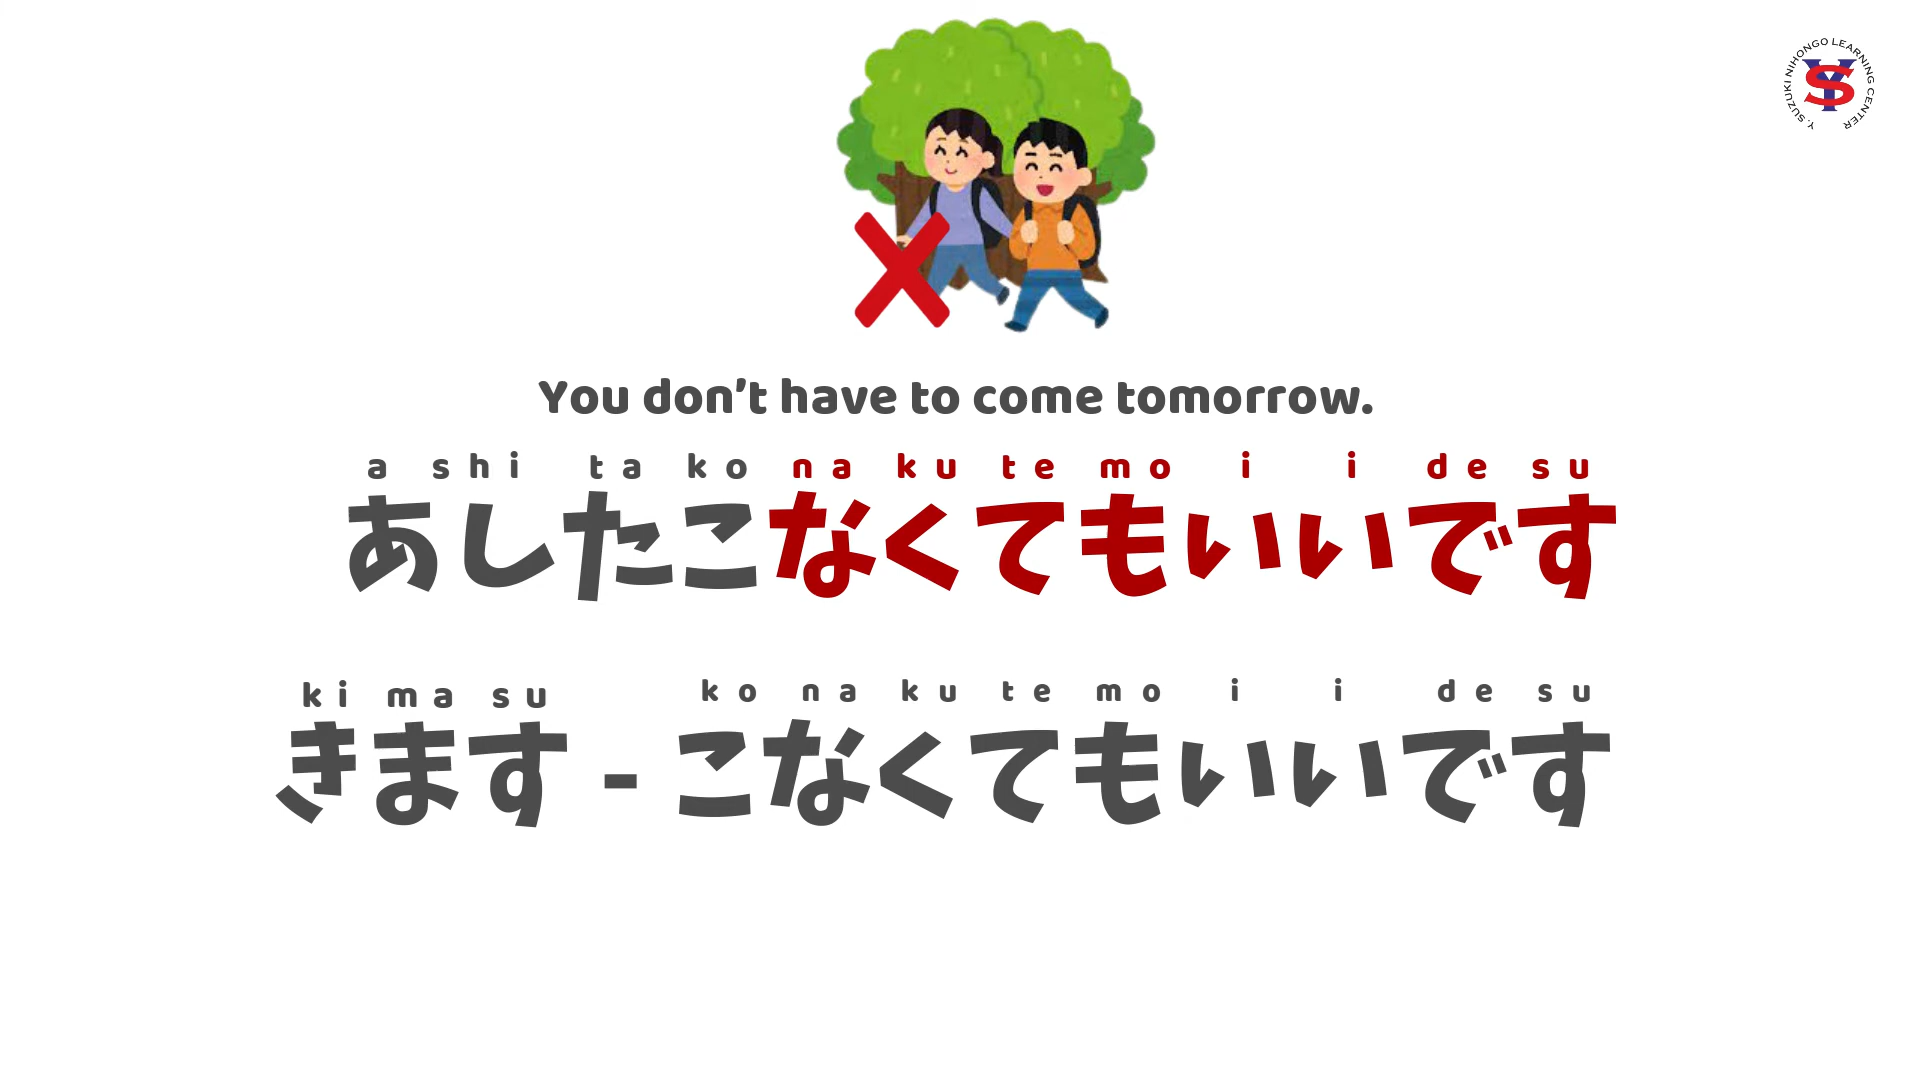 Y. SUZUKI NIHONGO LEARNING CENTER
YS
You don't have to come tomorrow.
a shi ta ko na ku te mo i i de su
あしたこなくてもいいです
ki ma su - ko na ku te mo i i de su
きます - こなくてもいいです